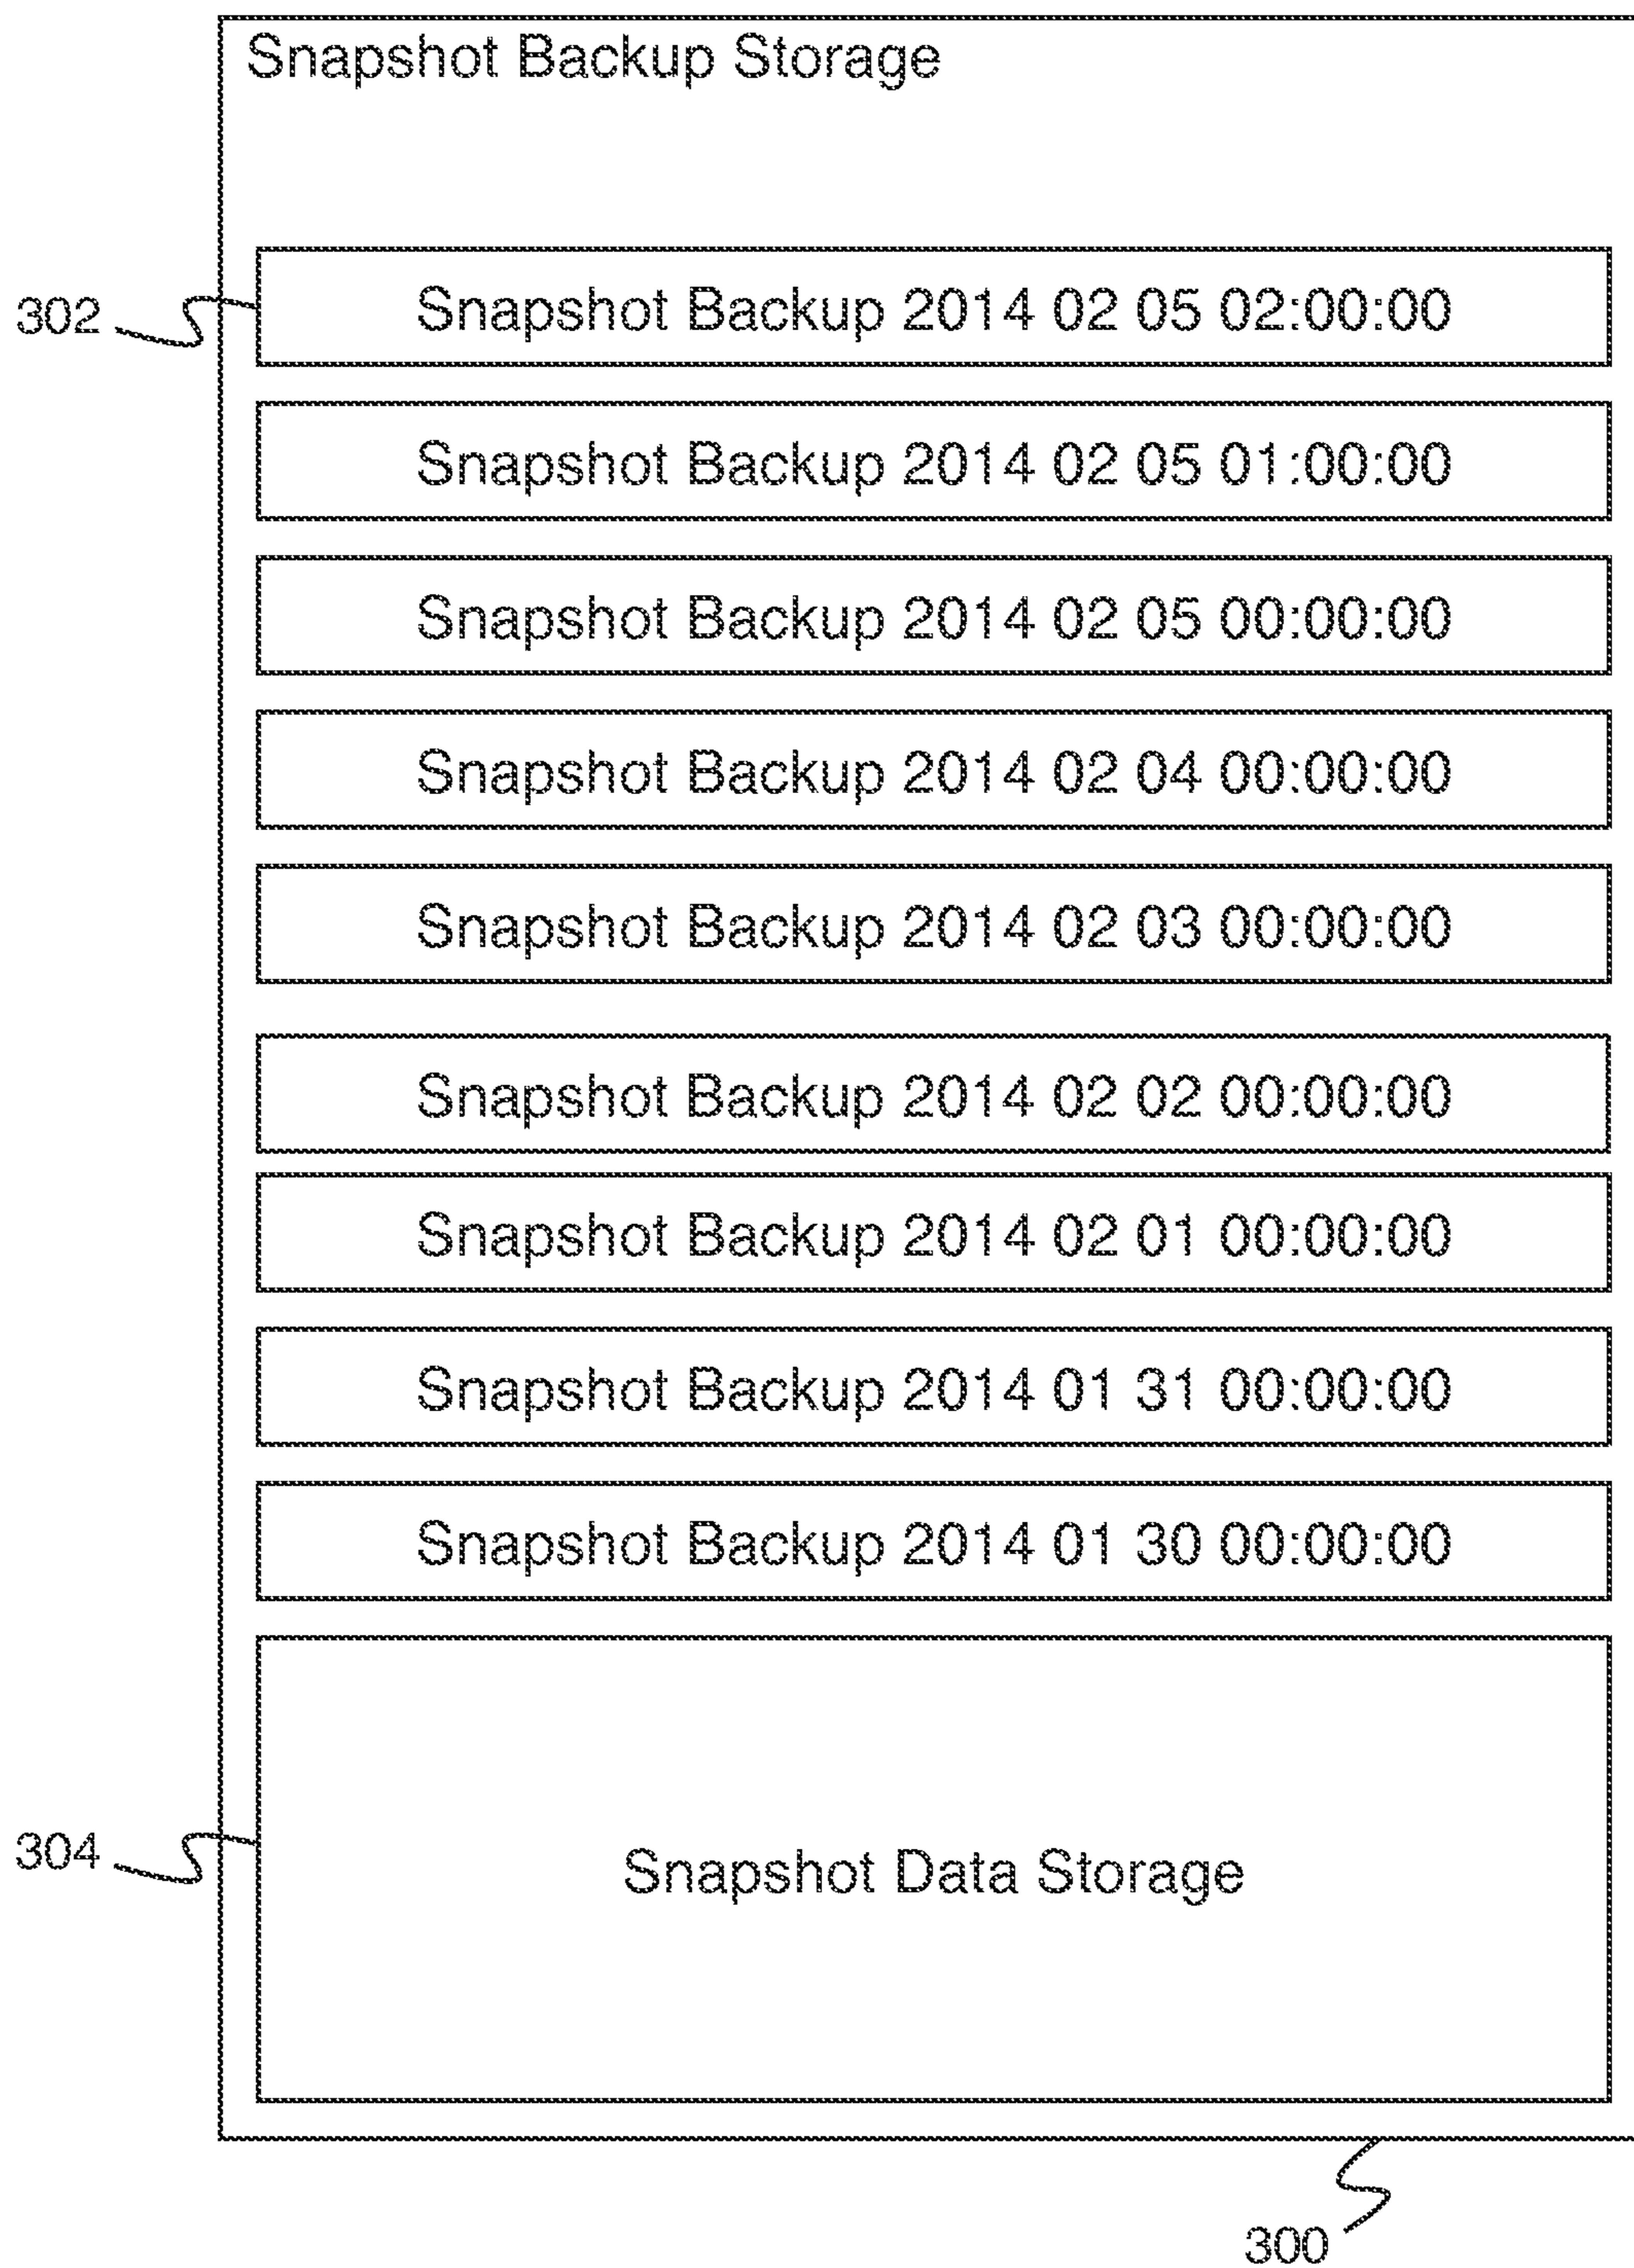 Snapshot Backup Storage
302
Snapshot Backup 2014 02 05 02:00:00
Snapshot Backup 2014 02 05 01:00:00
Snapshot Backup 2014 02 05 00:00:00
Snapshot Backup 2014 02 04 00:00:00
Snapshot Backup 2014 02 03 00:00:00
Snapshot Backup 2014 02 02 00:00:00
Snapshot Backup 2014 02 01 00:00:00
Snapshot Backup 2014 01 31 00:00:00
Snapshot Backup 2014 01 30 00:00:00
304
Snapshot Data Storage
300